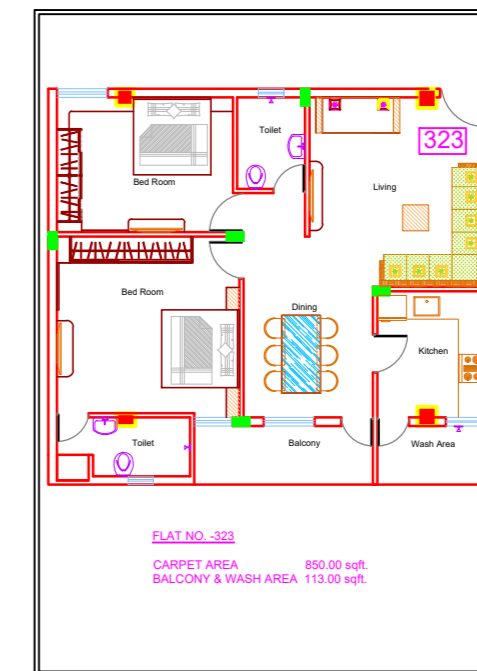 Toilet
323
Bed Room
Living
Bed Room
Dining
Kitchen
Toilet
Balcony
Wash Area
FLAT NO. -323
CARPET AREA 850.00 sqft.
BALCONY & WASH AREA 113.00 sqft.